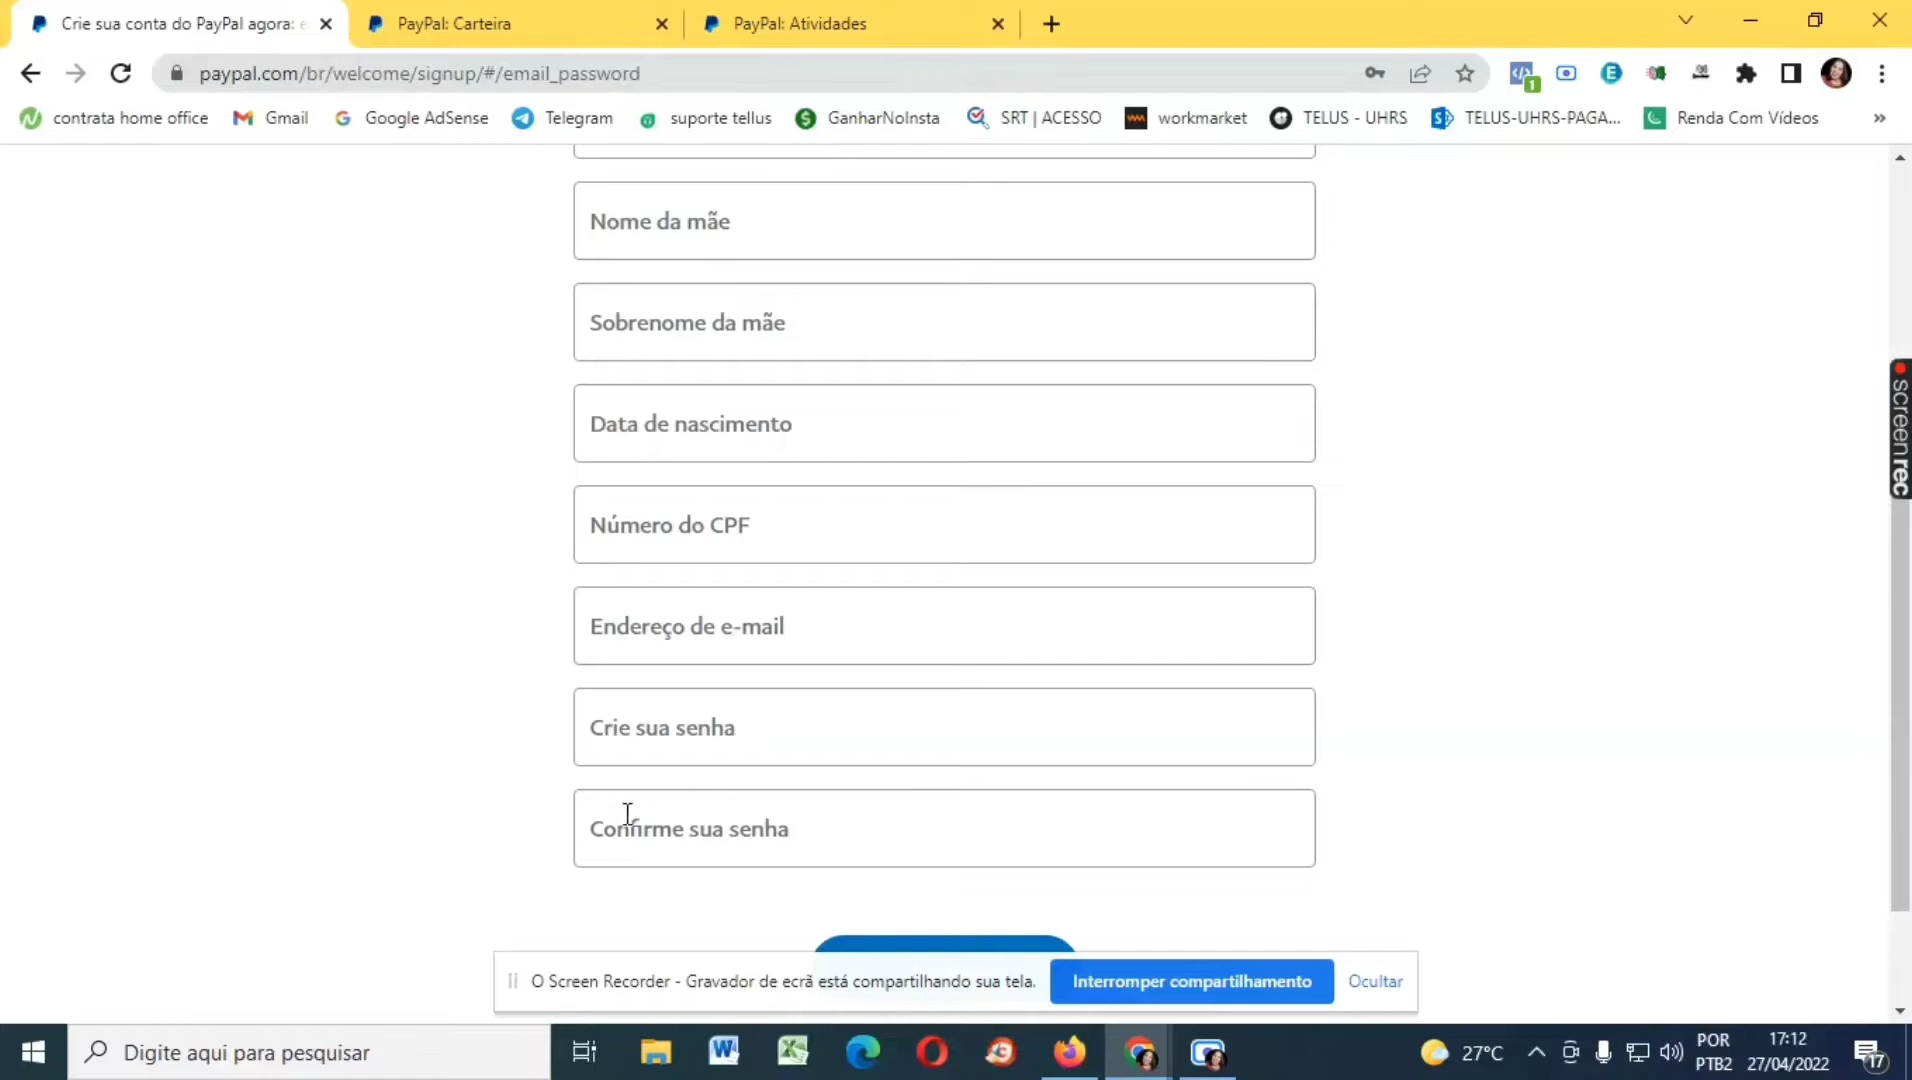 Crie sua conta do PayPal agora: e
PayPal: Carteira
PayPal: Atividades
paypal.com/br/welcome/signup/#/email_password
1
contrata home office
Gmail
Google AdSense
Telegram
suporte tellus
GanharNoInsta
SRT | ACESSO
workmarket
TELUS - UHRS
TELUS-UHRS-PAGA...
Renda Com Vídeos
»
Nome da mãe
Sobrenome da mãe
Data de nascimento
Número do CPF
Endereço de e-mail
Crie sua senha
Confirme sua senha
screenrec
O Screen Recorder - Gravador de ecrã está compartilhando sua tela.
Interromper compartilhamento
Ocultar
Digite aqui para pesquisar
27°C
POR
PTB2
17:12
27/04/2022
17